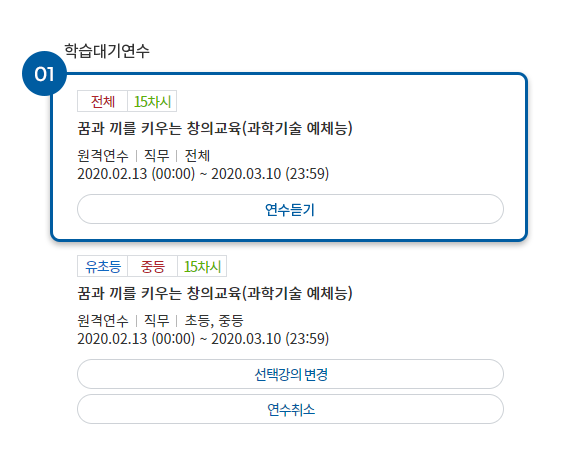 학습대기연수
01
전체 15차시
꿈과 끼를 키우는 창의교육(과학기술 예체능)
원격연수 | 직무 | 전체
2020.02.13 (00:00) ~ 2020.03.10 (23:59)
연수듣기
유초등 중등 15차시
꿈과 끼를 키우는 창의교육(과학기술 예체능)
원격연수 | 직무 | 초등, 중등
2020.02.13 (00:00) ~ 2020.03.10 (23:59)
선택강의 변경
연수취소